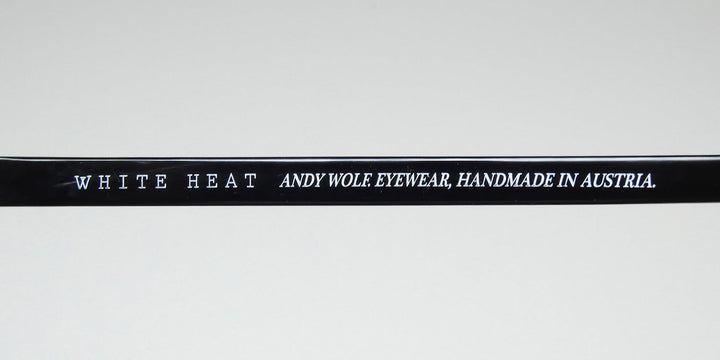 WHITE HEAT ANDY WOLF. EYEWEAR, HANDMADE IN AUSTRIA.